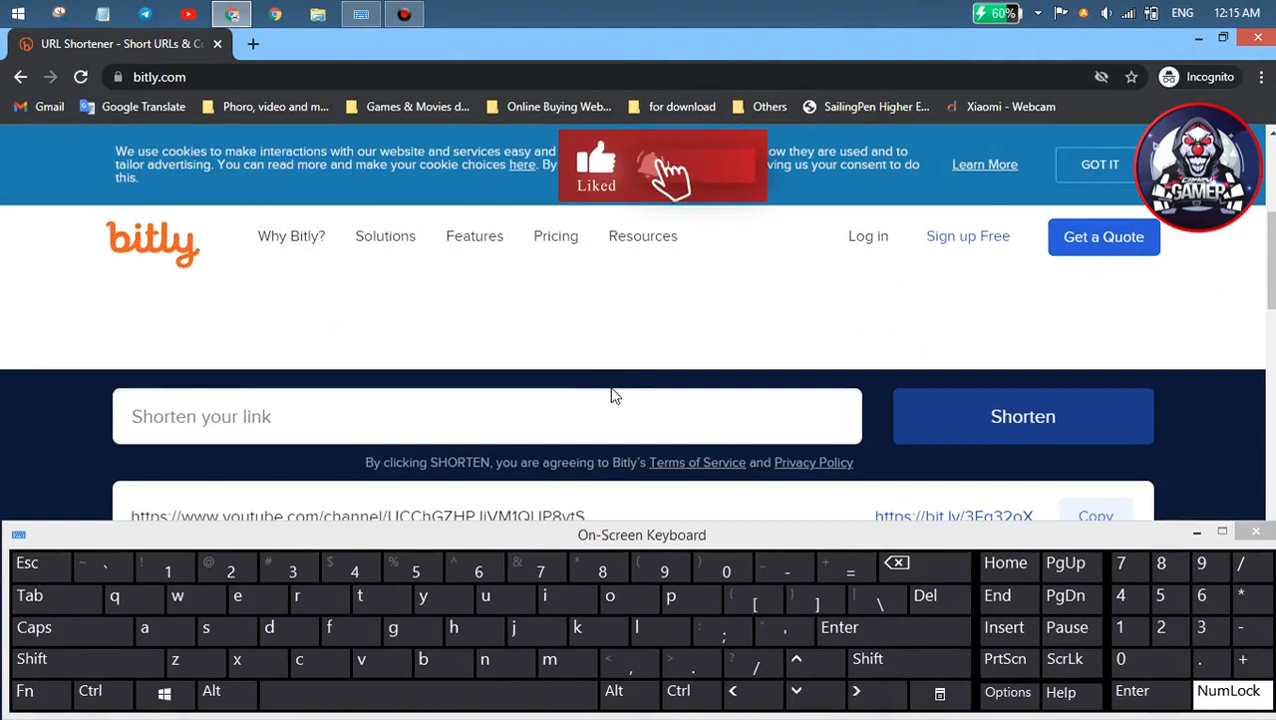 60% ENG 12:15 AM
URL Shortener - Short URLs & Cu
bitly.com Incognito
Gmail Google Translate Phoro, video and m... Games & Movies d... Online Buying Web... for download Others SailingPen Higher E... Xiaomi - Webcam
We use cookies to make interactions with our website and services easy and ow they are used to and
tailor advertising. You can read more and make your cookie choices here. By ving us your consent to do
this.
Learn More GOT IT
Liked
GAMER
bitly Why Bitly? Solutions Features Pricing Resources Log in Sign up Free Get a Quote
Shorten your link Shorten
By clicking SHORTEN, you are agreeing to Bitly's Terms of Service and Privacy Policy
Copy
On-Screen Keyboard
Esc ~ ` ! 1 @ 2 # 3 $ 4 % 5 ^ 6 & 7 * 8 ( 9 ) 0 _ - + = Home PgUp 7 8 9 /
Tab q w e r t y u i o p { [ } ] | \ Del End PgDn 4 5 6 *
Caps a s d f g h j k l : ; " ' Enter Insert Pause 1 2 3 -
Shift z x c v b n m < , > . ? / ^ Shift PrtScn ScrLk 0 . +
Fn Ctrl Alt Alt Ctrl < v > Options Help Enter NumLock